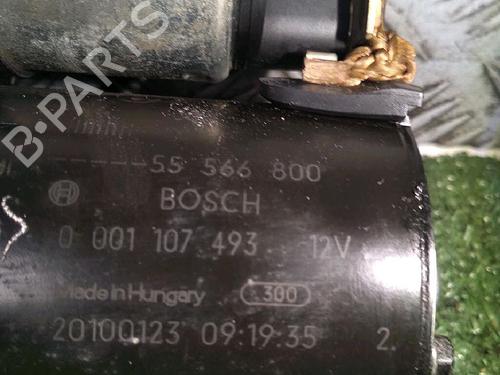 B-PARTS
------55 566 800
BOSCH
0 001 107 493 12V
Made in Hungary 300
20100123 09:19:35 2.